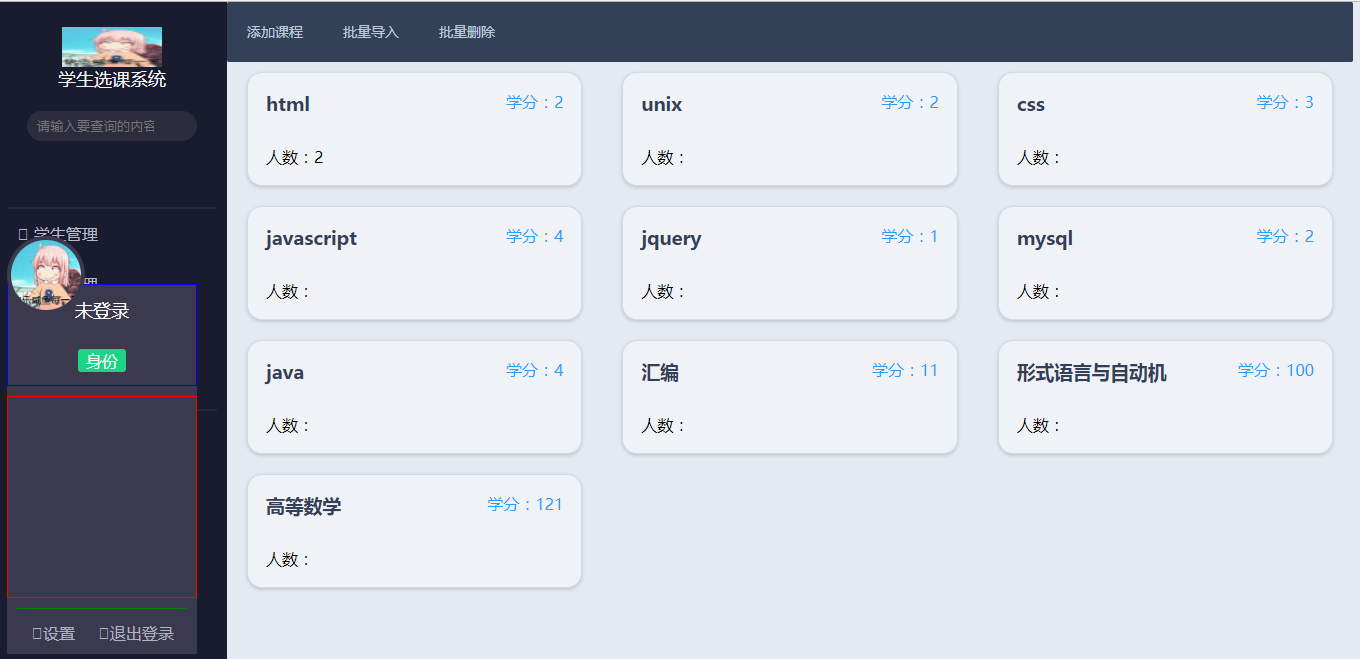 学生选课系统
请输入要查询的内容
学生管理
理
未登录
身份
设置 退出登录
添加课程 批量导入 批量删除
html 学分：2
人数：2
unix 学分：2
人数：
css 学分：3
人数：
javascript 学分：4
人数：
jquery 学分：1
人数：
mysql 学分：2
人数：
java 学分：4
人数：
汇编 学分：11
人数：
形式语言与自动机 学分：100
人数：
高等数学 学分：121
人数：